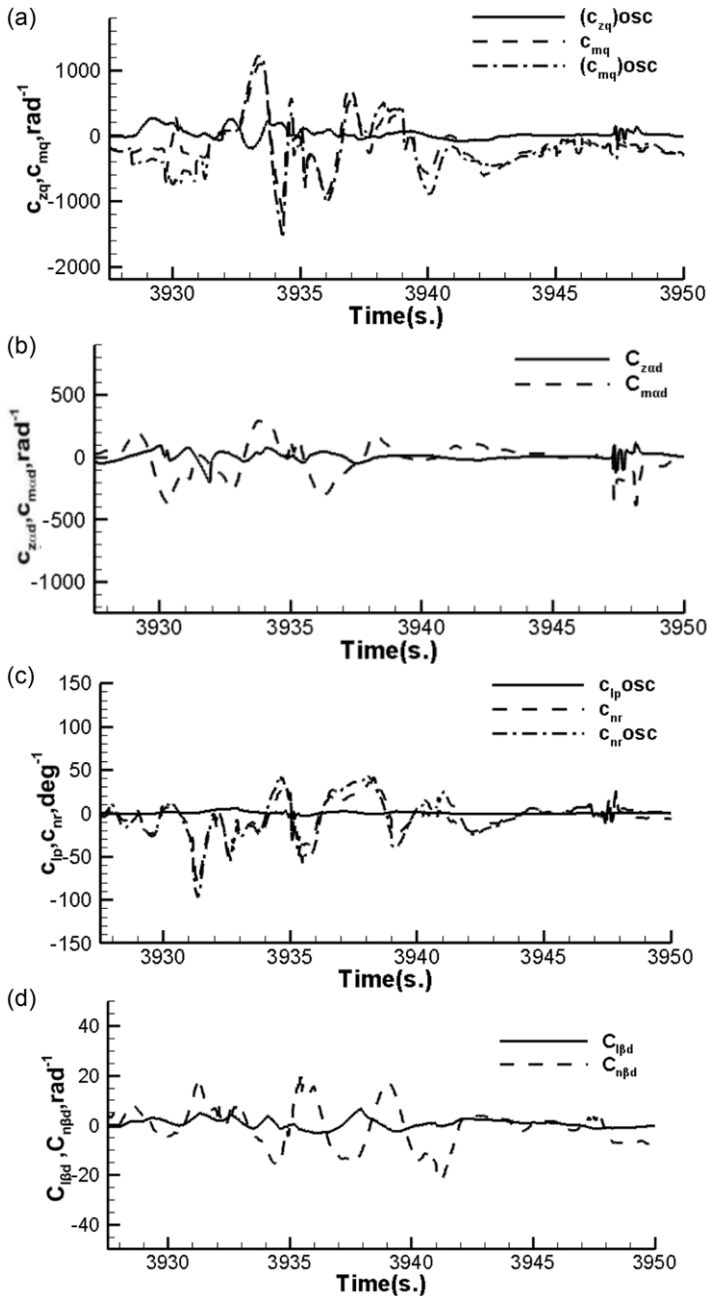 (a)
(c_zq)osc
c_mq
(c_mq)osc
c_zq,c_mq,rad^-1
1000
0
-1000
-2000
3930 3935 3940 3945 3950
Time(s.)
(b)
C_zαd
C_mαd
c_zαd,c_mαd,rad^-1
500
0
-500
-1000
3930 3935 3940 3945 3950
Time(s.)
(c)
c_lp osc
c_nr
c_nr osc
c_lp,c_nr,deg^-1
150
100
50
0
-50
-100
-150
3930 3935 3940 3945 3950
Time(s.)
(d)
C_lβd
C_nβd
C_lβd,C_nβd,rad^-1
40
20
0
-20
-40
3930 3935 3940 3945 3950
Time(s.)